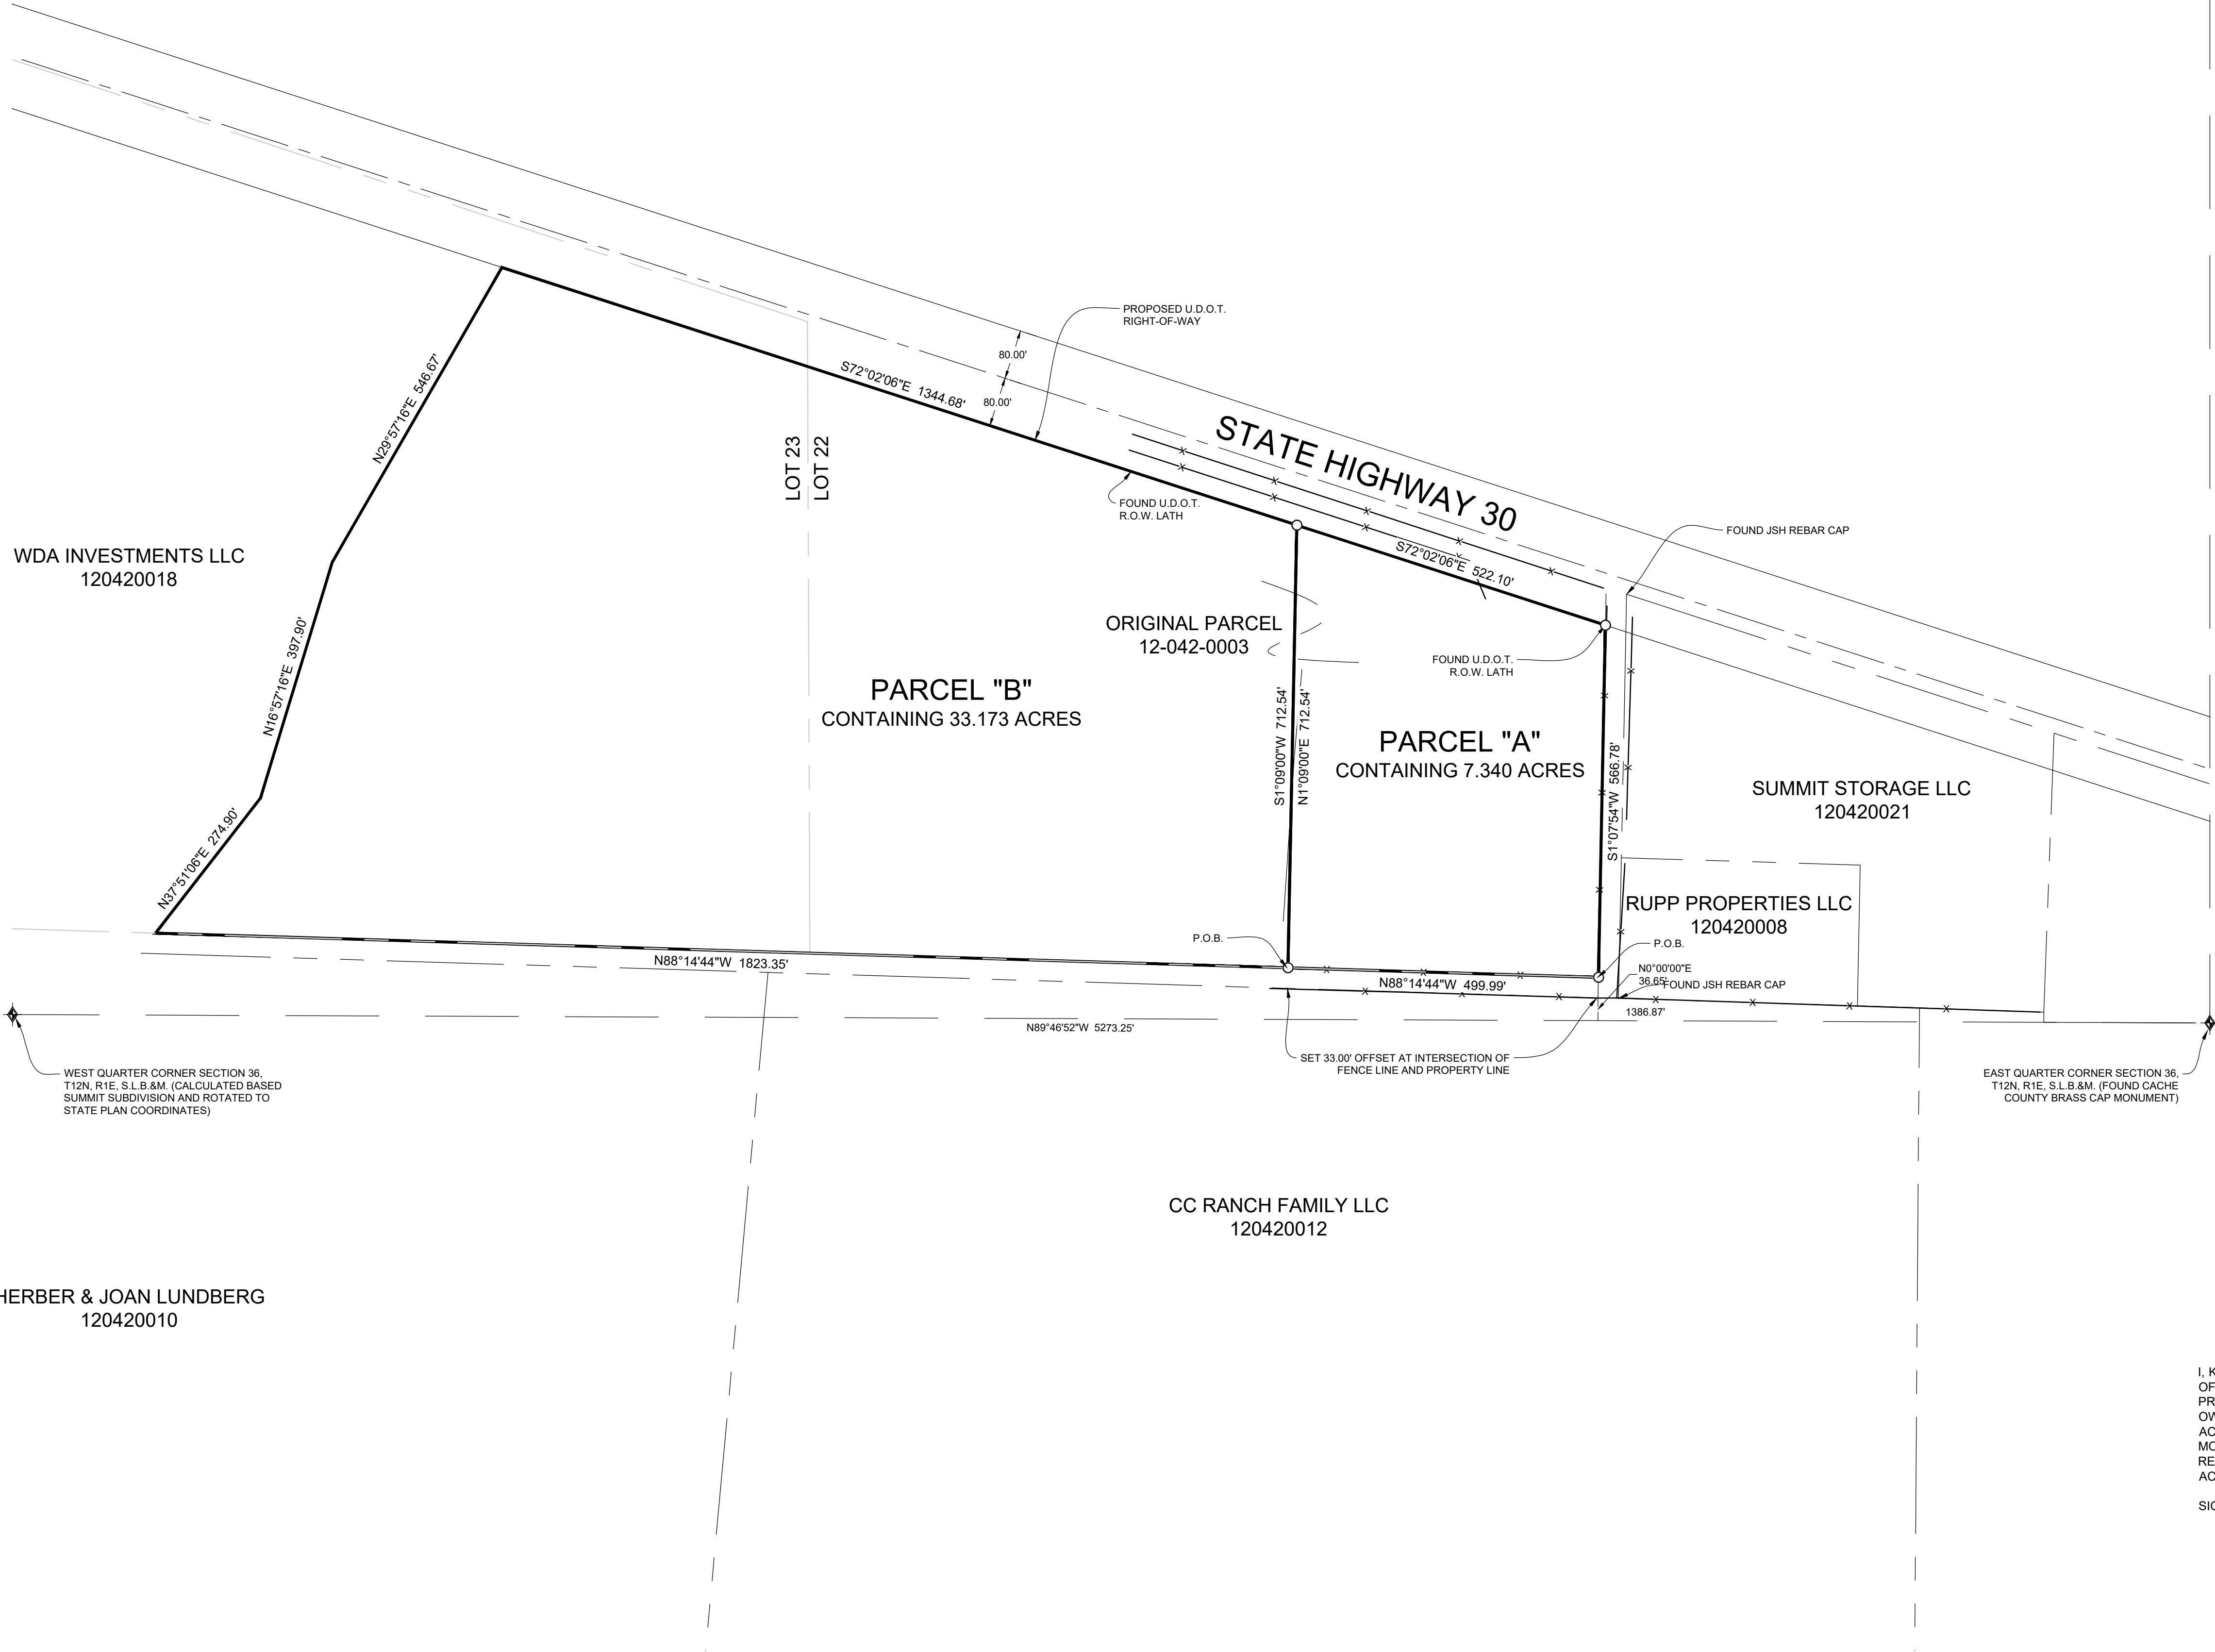 PROPOSED U.D.O.T.
RIGHT-OF-WAY
80.00'
80.00'
S72°02'06"E 1344.68'
N29°57'16"E 546.67'
STATE HIGHWAY 30
LOT 23
LOT 22
FOUND U.D.O.T.
R.O.W. LATH
FOUND JSH REBAR CAP
S72°02'06"E 522.10'
WDA INVESTMENTS LLC
120420018
ORIGINAL PARCEL
12-042-0003
N16°57'16"E 397.90'
FOUND U.D.O.T.
R.O.W. LATH
PARCEL "B"
CONTAINING 33.173 ACRES
S1°09'00"W 712.54'
N1°09'00"E 712.54'
PARCEL "A"
CONTAINING 7.340 ACRES
S1°07'54"W 566.78'
SUMMIT STORAGE LLC
120420021
N37°51'06"E 274.90'
RUPP PROPERTIES LLC
120420008
P.O.B.
P.O.B.
N88°14'44"W 1823.35'
N0°00'00"E
36.65'
N88°14'44"W 499.99'
FOUND JSH REBAR CAP
1386.87'
N89°46'52"W 5273.25'
SET 33.00' OFFSET AT INTERSECTION OF
FENCE LINE AND PROPERTY LINE
WEST QUARTER CORNER SECTION 36,
T12N, R1E, S.L.B.&M. (CALCULATED BASED
SUMMIT SUBDIVISION AND ROTATED TO
STATE PLAN COORDINATES)
EAST QUARTER CORNER SECTION 36,
T12N, R1E, S.L.B.&M. (FOUND CACHE
COUNTY BRASS CAP MONUMENT)
CC RANCH FAMILY LLC
120420012
HERBER & JOAN LUNDBERG
120420010
I, K
OF
PR
OW
AC
MO
RE
AC
SIG